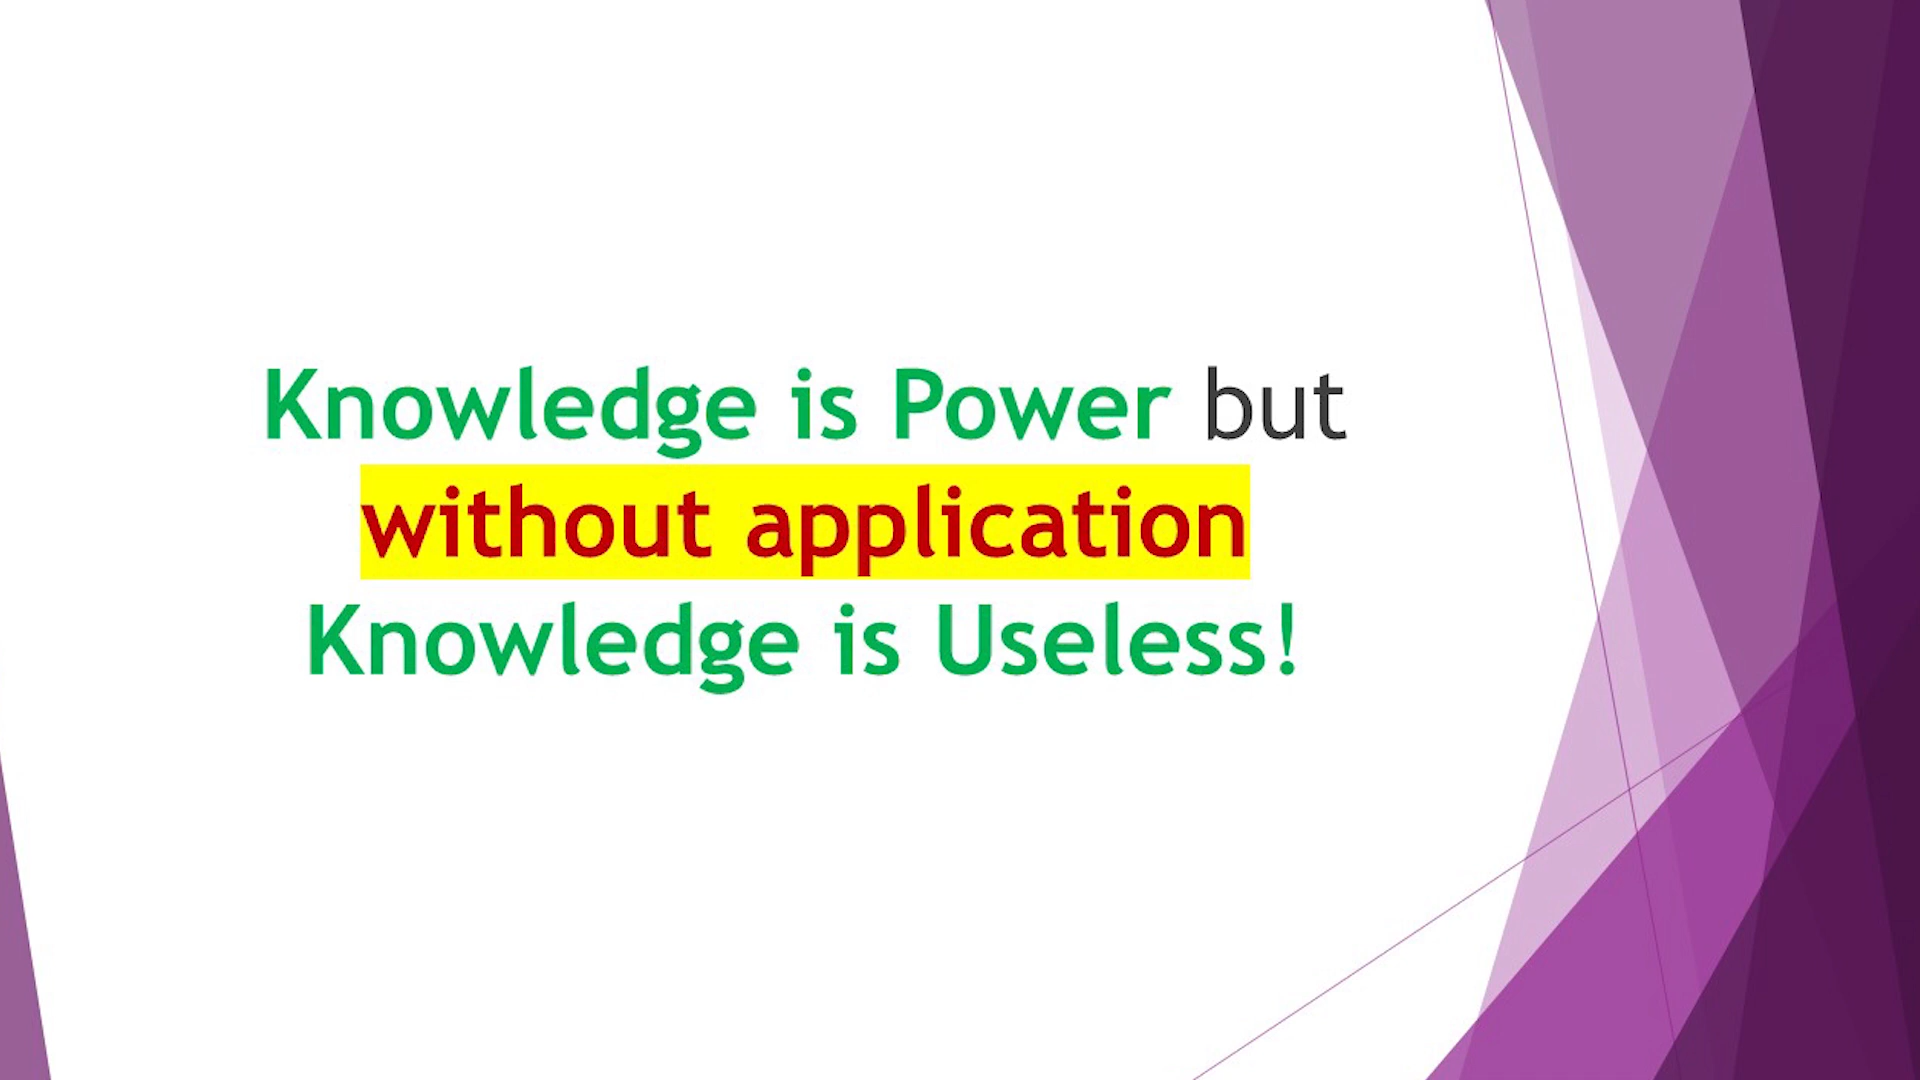 Knowledge is Power but
without application
Knowledge is Useless!